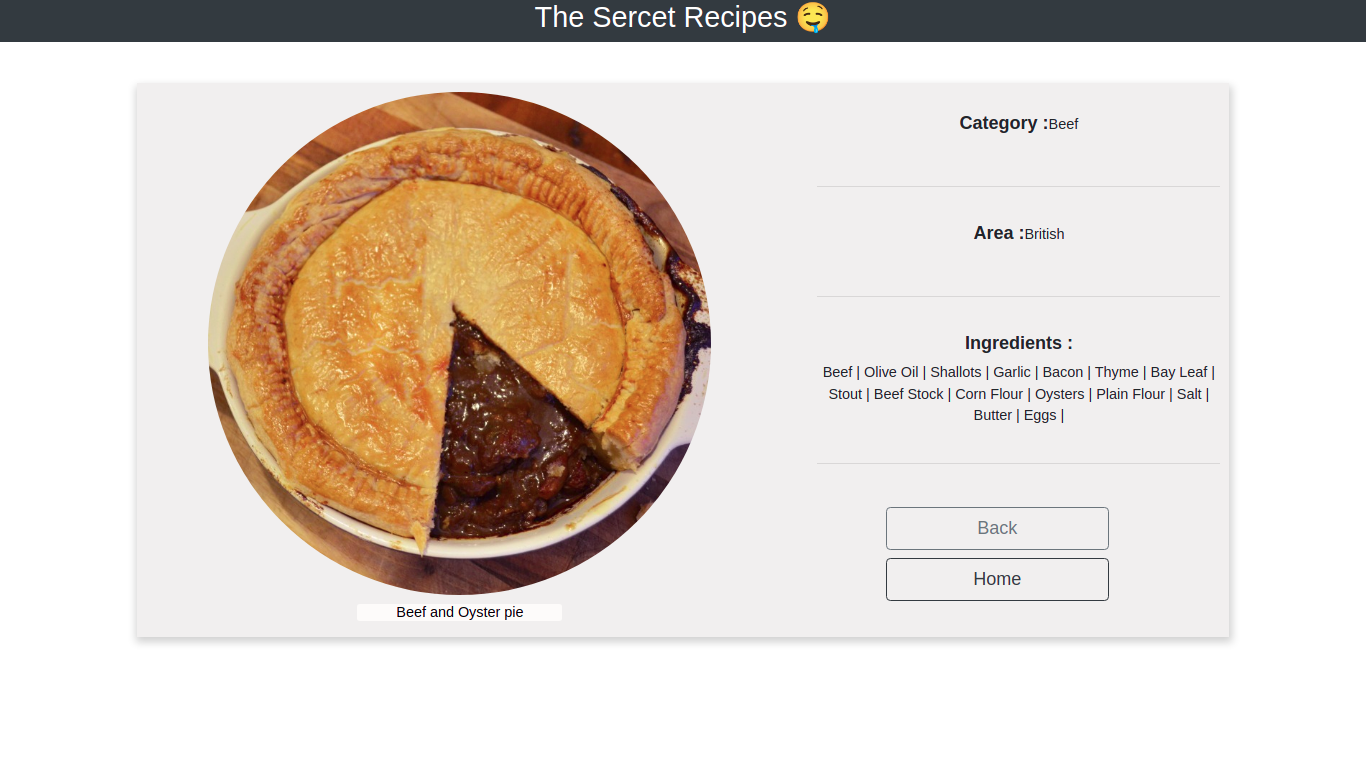 The Sercet Recipes 🤤
Category :Beef
Area :British
Ingredients :
Beef | Olive Oil | Shallots | Garlic | Bacon | Thyme | Bay Leaf |
Stout | Beef Stock | Corn Flour | Oysters | Plain Flour | Salt |
Butter | Eggs |
Back
Home
Beef and Oyster pie